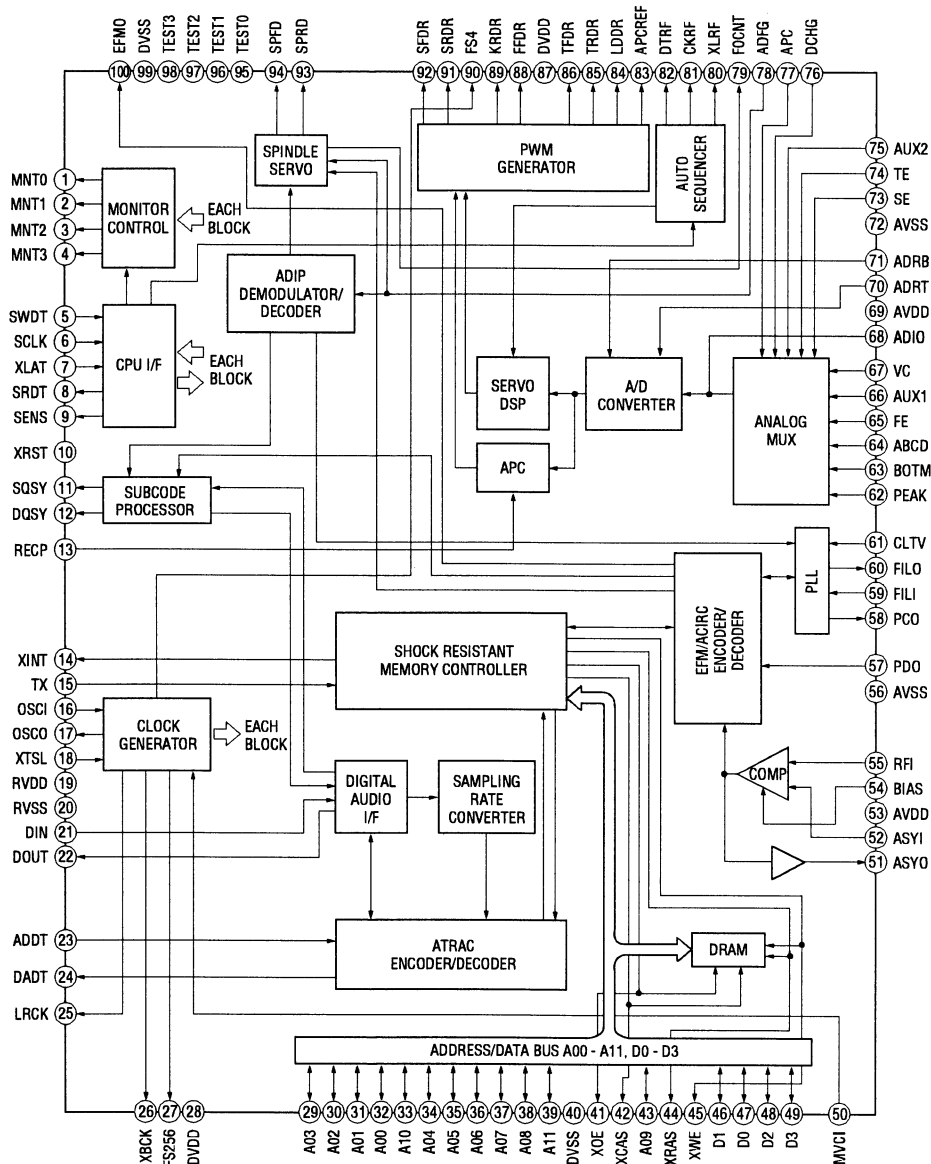 EFMO
DVSS
TEST3
TEST2
TEST1
TEST0
SPFD
SPRD
SFDR
SRDR
FS4
KRDR
FFDR
DVDD
TFDR
TRDR
LDDR
APCREF
DTRF
CKRF
XLRF
FOCNT
ADFG
APC
DCHG
100
99
98
97
96
95
94
93
92
91
90
89
88
87
86
85
84
83
82
81
80
79
78
77
76
SPINDLE
SERVO
PWM
GENERATOR
AUTO
SEQUENCER
MNT0 1
MNT1 2
MNT2 3
MNT3 4
MONITOR
CONTROL
EACH
BLOCK
75 AUX2
74 TE
73 SE
72 AVSS
71 ADRB
70 ADRT
69 AVDD
68 ADIO
67 VC
66 AUX1
65 FE
64 ABCD
63 BOTM
62 PEAK
ADIP
DEMODULATOR/
DECODER
SWDT 5
SCLK 6
XLAT 7
SRDT 8
SENS 9
CPU I/F
EACH
BLOCK
SERVO
DSP
A/D
CONVERTER
ANALOG
MUX
APC
XRST 10
SQSY 11
DQSY 12
RECP 13
SUBCODE
PROCESSOR
61 CLTV
60 FILO
59 FILI
58 PCO
PLL
EFM/ACIRC
ENCODER/
DECODER
57 PDO
56 AVSS
SHOCK RESISTANT
MEMORY CONTROLLER
XINT 14
TX 15
OSCI 16
OSCO 17
XTSL 18
RVDD 19
RVSS 20
DIN 21
DOUT 22
CLOCK
GENERATOR
EACH
BLOCK
DIGITAL
AUDIO
I/F
SAMPLING
RATE
CONVERTER
COMP
55 RFI
54 BIAS
53 AVDD
52 ASYI
51 ASYO
ADDT 23
DADT 24
LRCK 25
ATRAC
ENCODER/DECODER
DRAM
ADDRESS/DATA BUS A00 - A11, D0 - D3
26
27
28
29
30
31
32
33
34
35
36
37
38
39
40
41
42
43
44
45
46
47
48
49
50
XBCK
FS256
DVDD
A03
A02
A01
A00
A10
A04
A05
A06
A07
A08
A11
DVSS
XOE
XCAS
A09
XRAS
XWE
D1
D0
D2
D3
MVCI